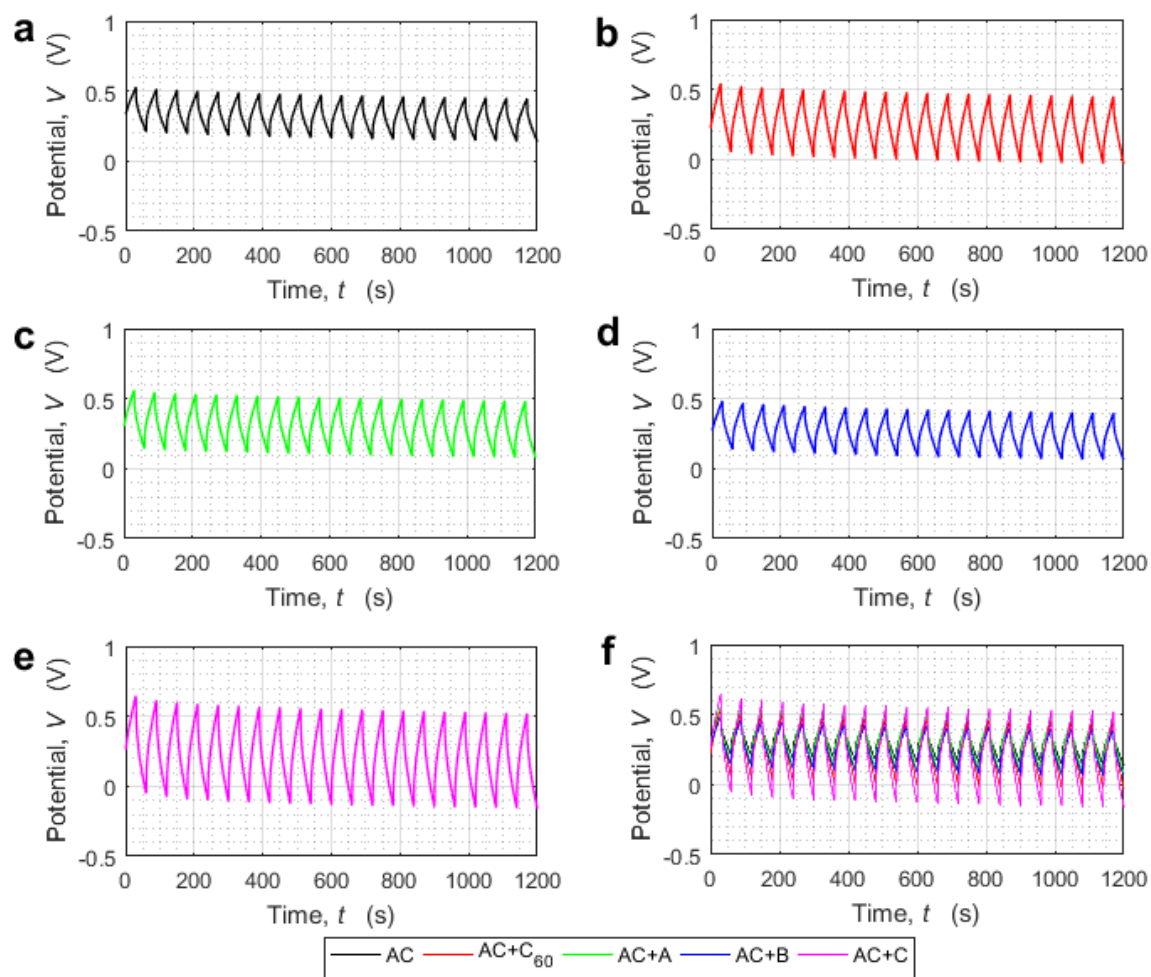 a
Potential, V (V)
1
0.5
0
-0.5
0 200 400 600 800 1000 1200
Time, t (s)
b
Potential, V (V)
1
0.5
0
-0.5
0 200 400 600 800 1000 1200
Time, t (s)
c
Potential, V (V)
1
0.5
0
-0.5
0 200 400 600 800 1000 1200
Time, t (s)
d
Potential, V (V)
1
0.5
0
-0.5
0 200 400 600 800 1000 1200
Time, t (s)
e
Potential, V (V)
1
0.5
0
-0.5
0 200 400 600 800 1000 1200
Time, t (s)
f
Potential, V (V)
1
0.5
0
-0.5
0 200 400 600 800 1000 1200
Time, t (s)
AC AC+C60 AC+A AC+B AC+C